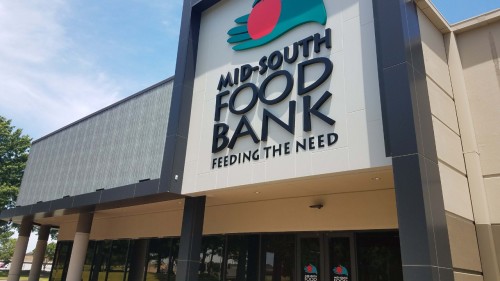 MID-SOUTH
FOOD
BANK
FEEDING THE NEED